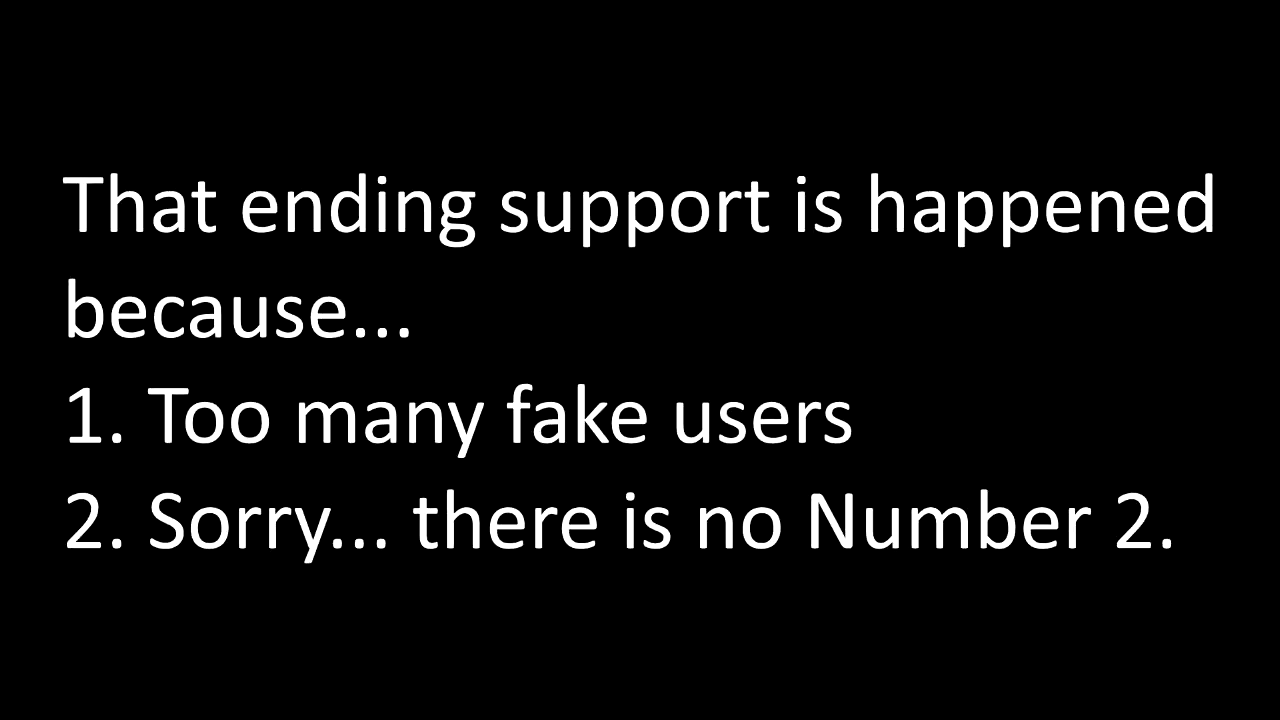 That ending support is happened
because...
1. Too many fake users
2. Sorry... there is no Number 2.